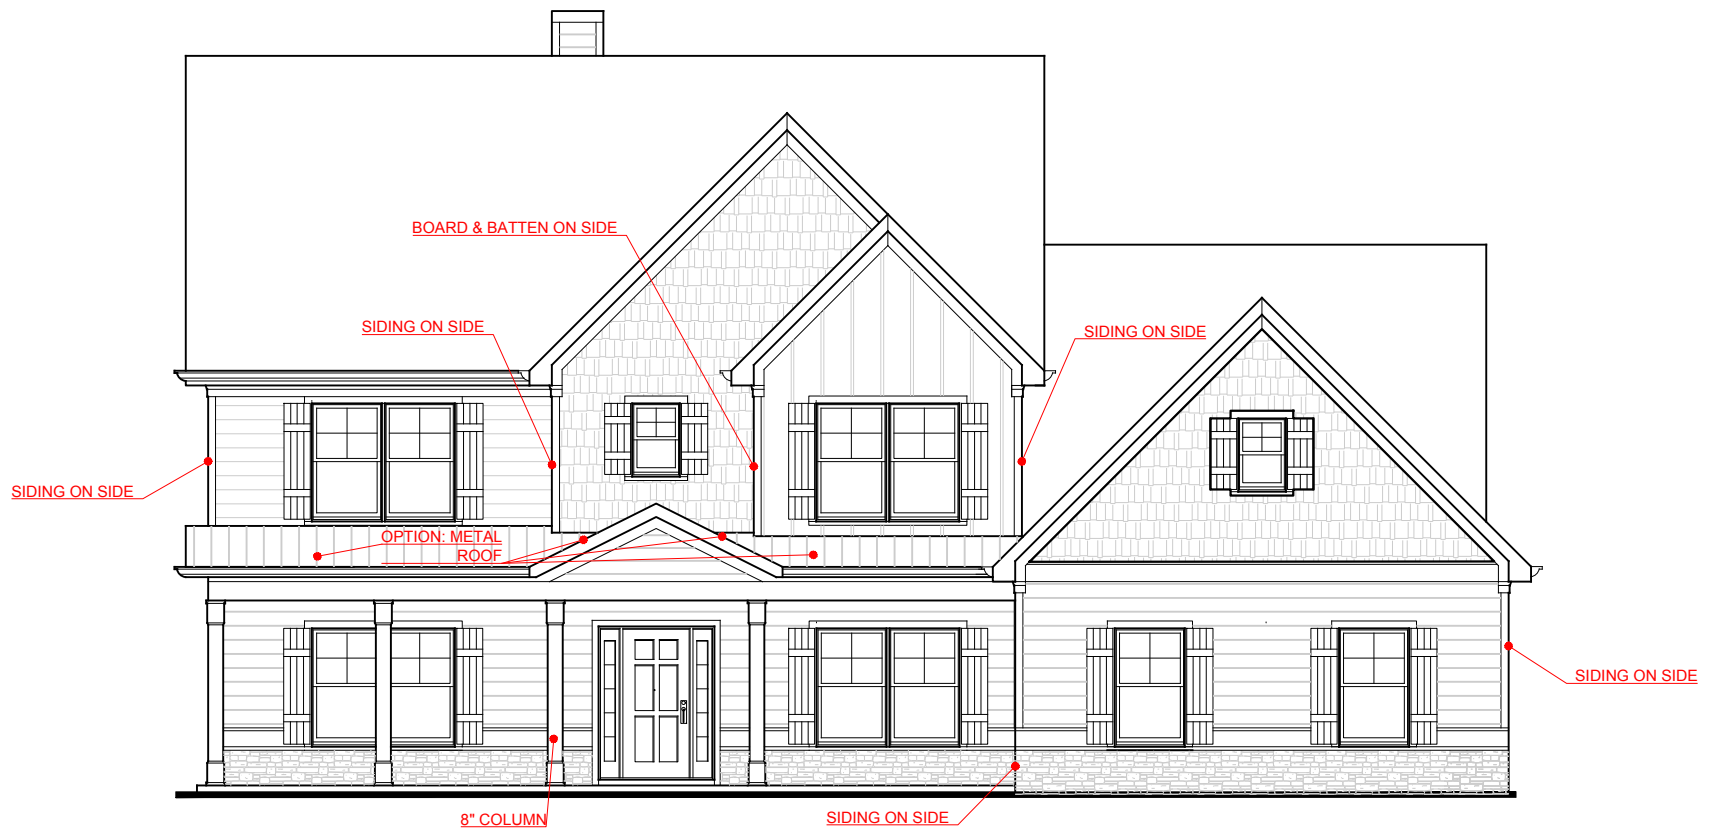 BOARD & BATTEN ON SIDE
SIDING ON SIDE
SIDING ON SIDE
SIDING ON SIDE
OPTION: METAL
ROOF
SIDING ON SIDE
8" COLUMN
SIDING ON SIDE